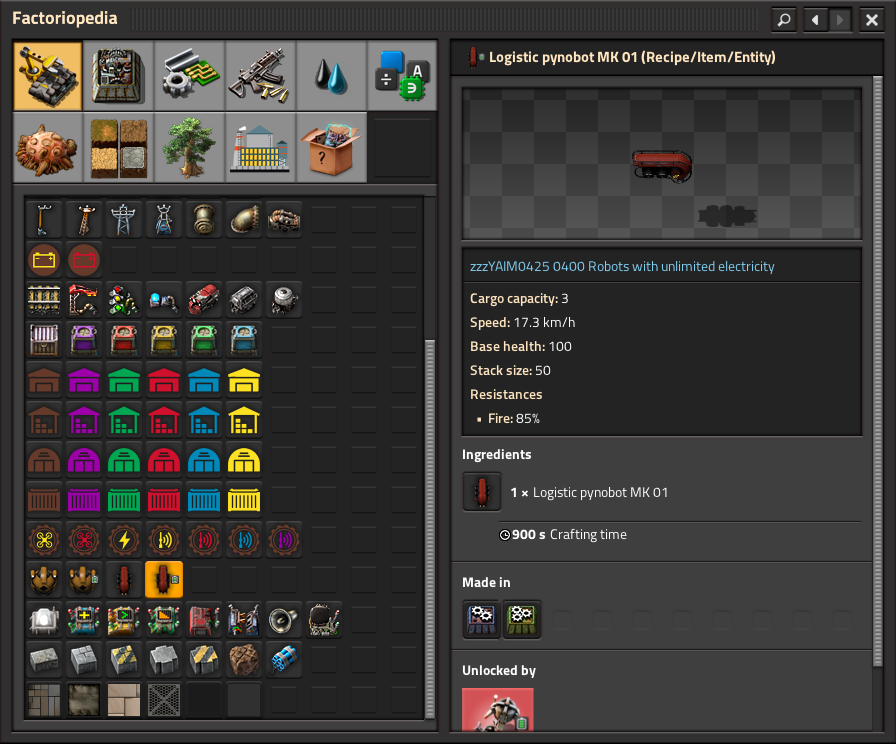 Factoriopedia
Logistic pynobot MK 01 (Recipe/Item/Entity)
zzzYAIM0425 0400 Robots with unlimited electricity
Cargo capacity: 3
Speed: 17.3 km/h
Base health: 100
Stack size: 50
Resistances
▪ Fire: 85%
Ingredients
1 × Logistic pynobot MK 01
900 s Crafting time
Made in
Unlocked by